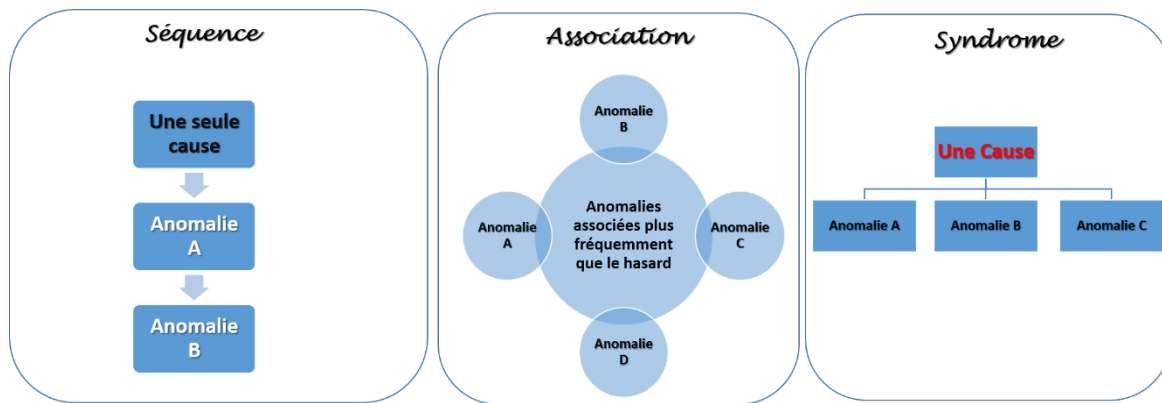 Séquence
Une seule
cause
Anomalie
A
Anomalie
B
Association
Anomalie
B
Anomalie
A
Anomalies
associées plus
fréquemment
que le hasard
Anomalie
C
Anomalie
D
Syndrome
Une Cause
Anomalie A
Anomalie B
Anomalie C